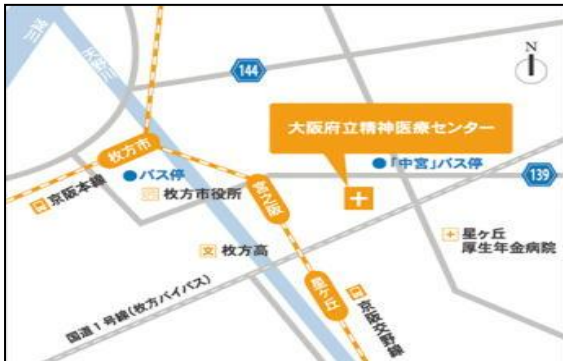 天野川
144
N
大阪府立精神医療センター
枚方市
バス停
「中宮」バス停
139
京阪本線
枚方市役所
宮之阪
枚方高
星ヶ丘
厚生年金病院
星ヶ丘
国道1号線(枚方バイパス)
京阪交野線